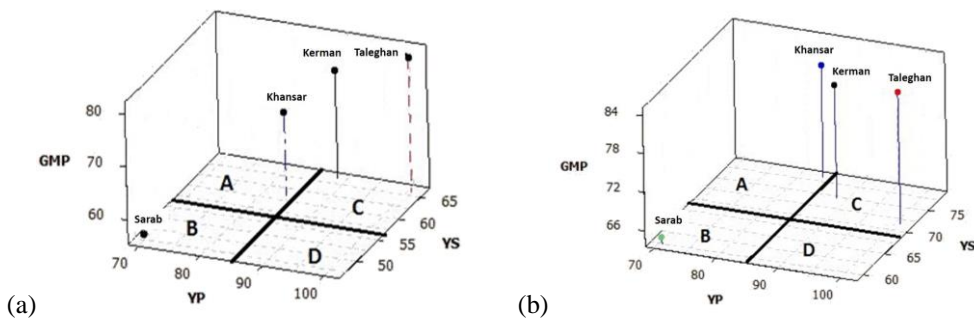 (a)
Kerman
Taleghan
Khansar
Sarab
GMP
80
70
60
A
B
C
D
70
80
90
100
YP
50
55
60
65
YS
(b)
Khansar
Kerman
Taleghan
Sarab
GMP
84
78
72
66
A
B
C
D
70
80
90
100
YP
60
65
70
75
YS